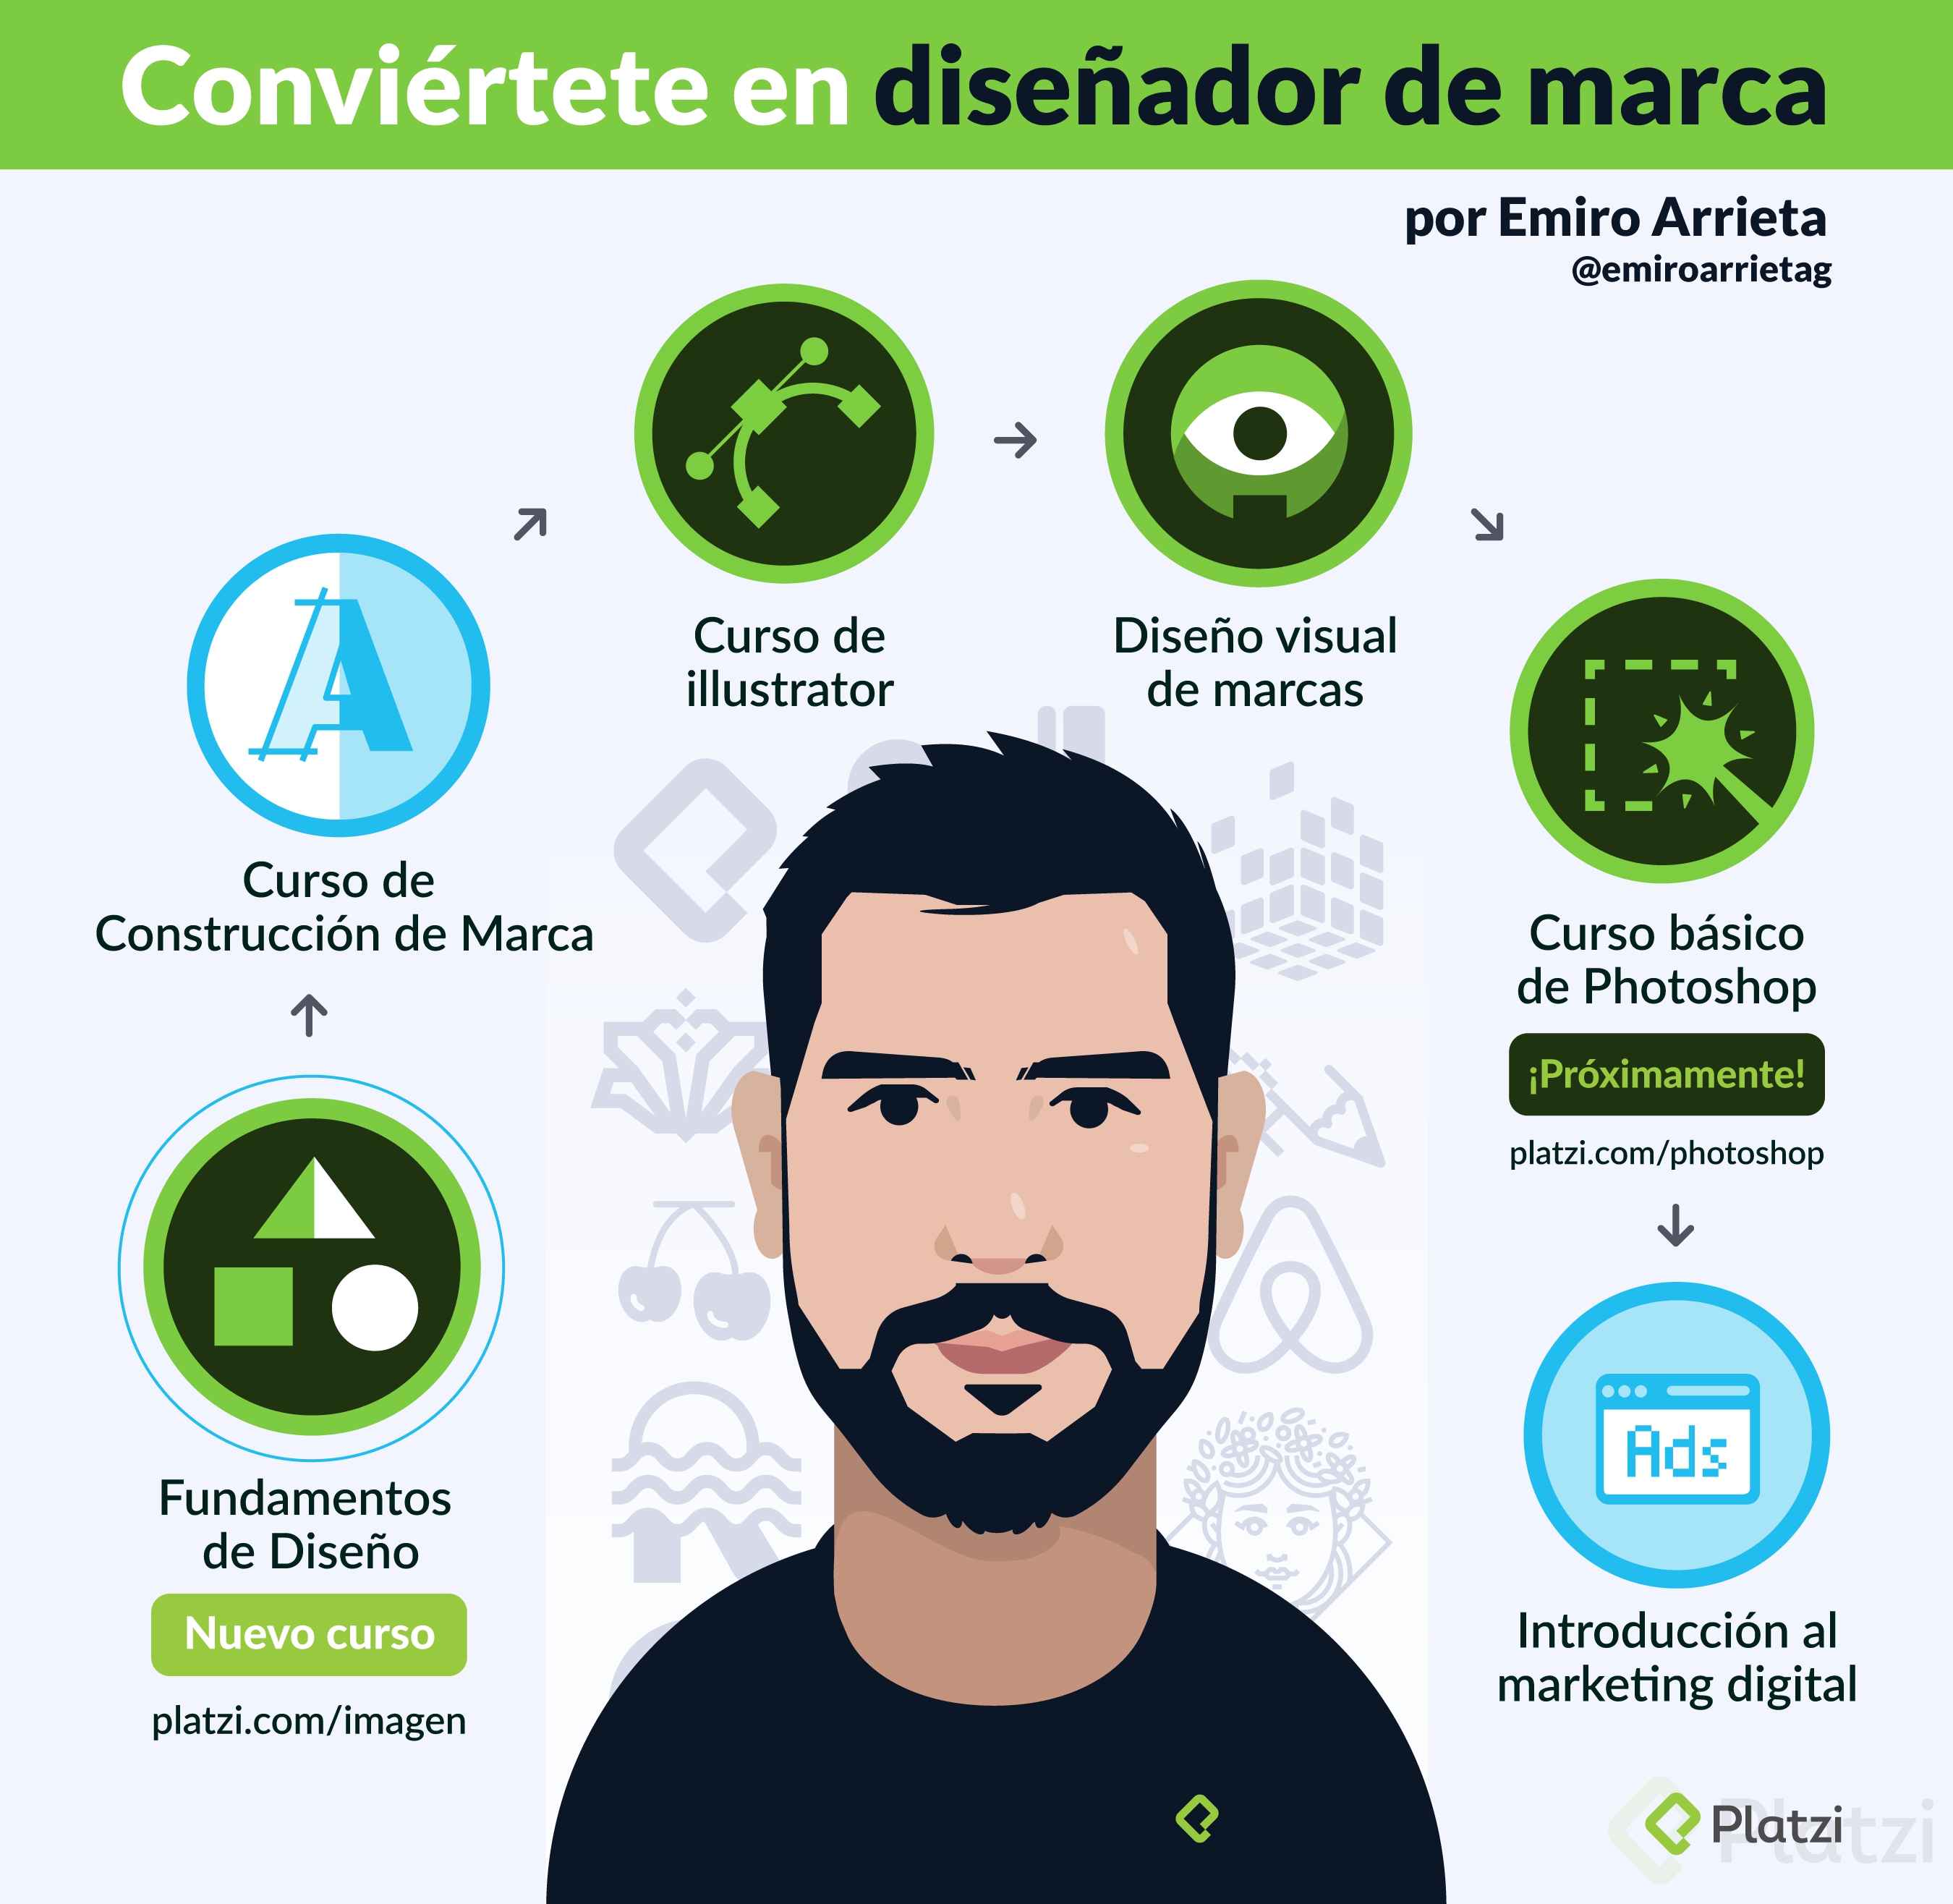 Conviértete en diseñador de marca
por Emiro Arrieta
@emiroarrietag
Fundamentos
de Diseño
Nuevo curso
platzi.com/imagen
A
Curso de
Construcción de Marca
Curso de
illustrator
Diseño visual
de marcas
Curso básico
de Photoshop
¡Próximamente!
platzi.com/photoshop
Ads
Introducción al
marketing digital
Platzi
Platzi